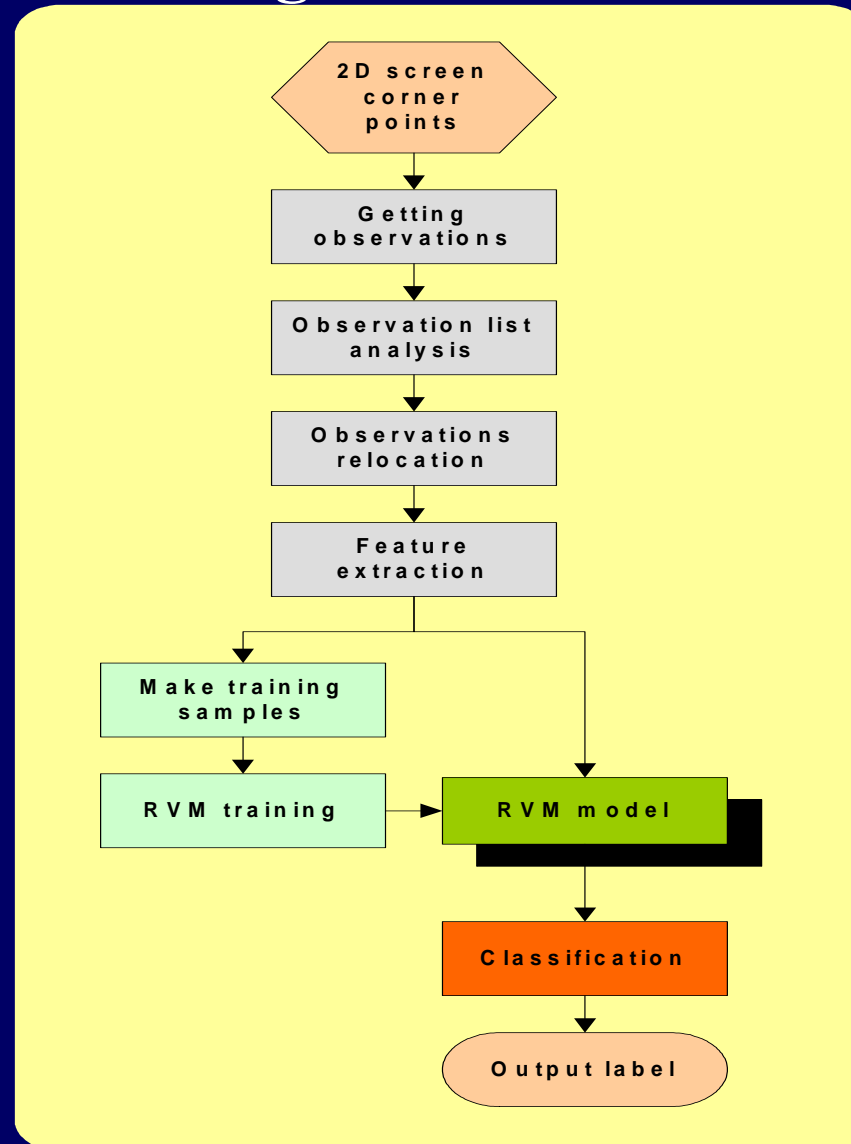 2D screen
corner
points
Getting
observations
Observation list
analysis
Observations
relocation
Feature
extraction
Make training
samples
RVM training
RVM model
Classification
Output label